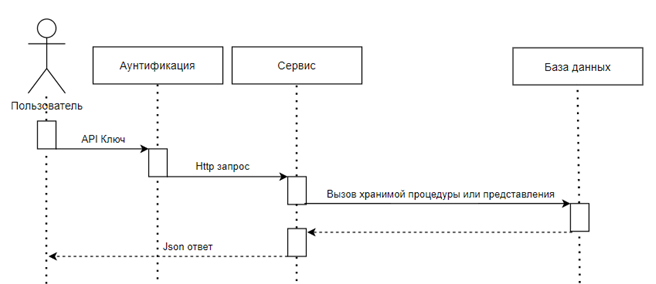 Аунтификация
Сервис
База данных
Пользователь
API Ключ
Http запрос
Вызов хранимой процедуры или представления
Json ответ